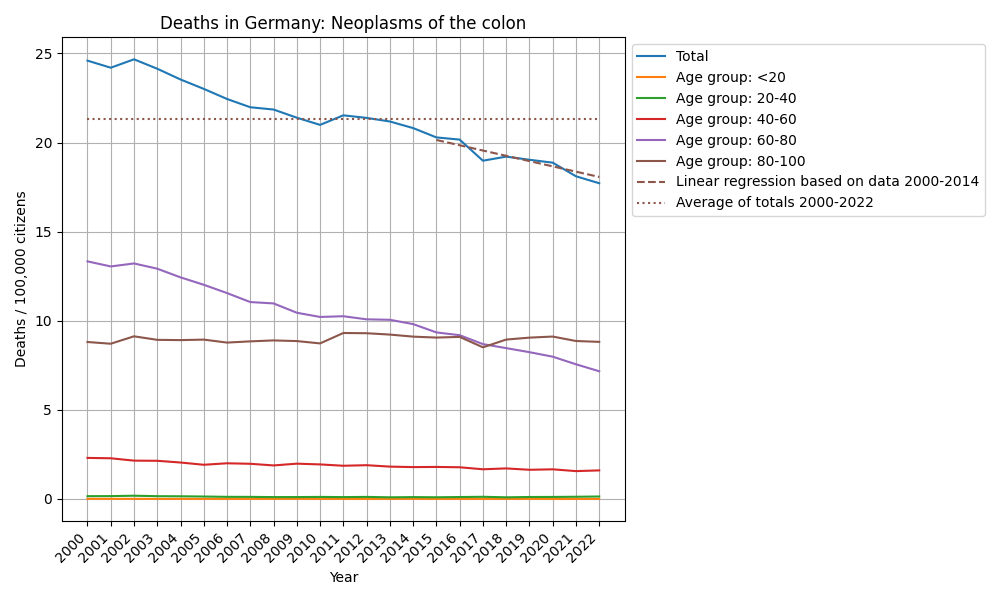 Deaths in Germany: Neoplasms of the colon
Deaths / 100,000 citizens
25
20
15
10
5
0
2000
2001
2002
2003
2004
2005
2006
2007
2008
2009
2010
2011
2012
2013
2014
2015
2016
2017
2018
2019
2020
2021
2022
Year
Total
Age group: <20
Age group: 20-40
Age group: 40-60
Age group: 60-80
Age group: 80-100
Linear regression based on data 2000-2014
Average of totals 2000-2022